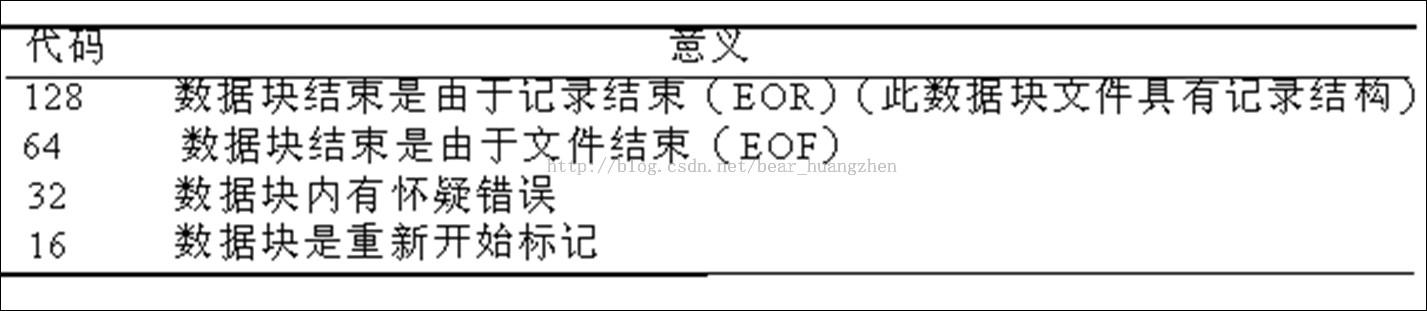 代码 意义
128 数据块结束是由于记录结束（EOR）（此数据块文件具有记录结构）
64 数据块结束是由于文件结束（EOF）
http://blog.csdn.net/bear_huangzhen
32 数据块内有怀疑错误
16 数据块是重新开始标记